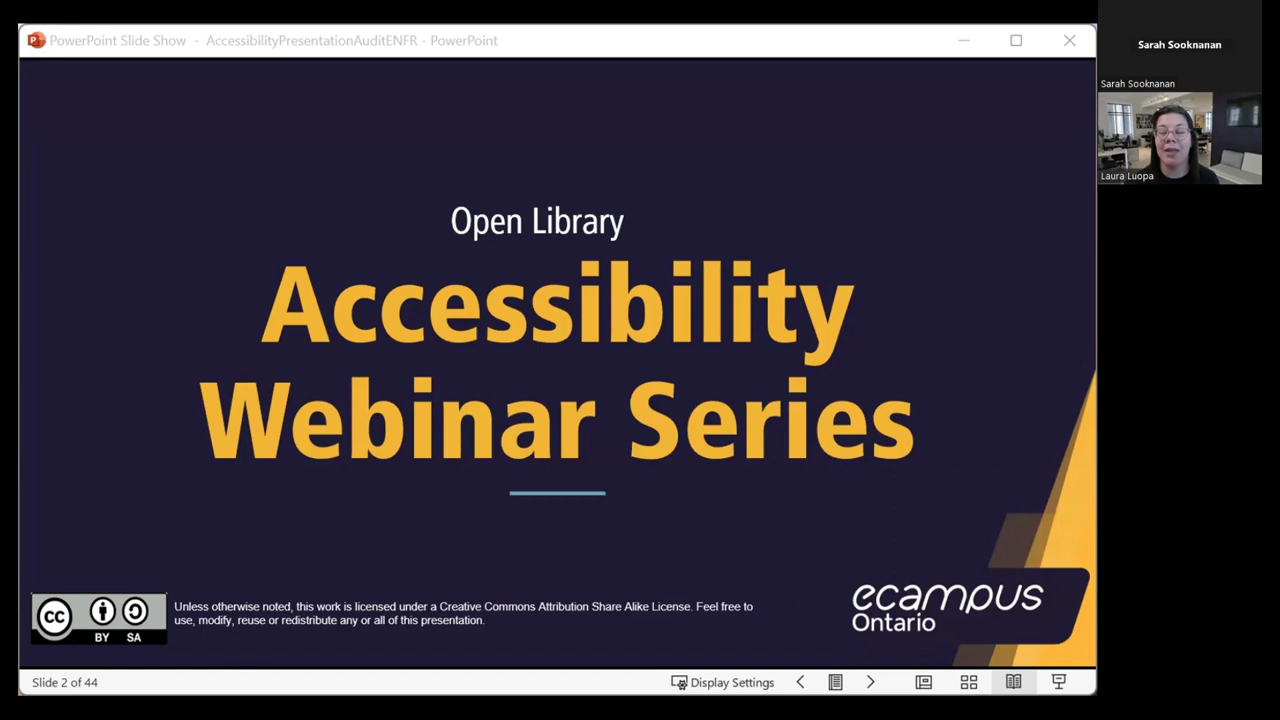 PowerPoint Slide Show - AccessibilityPresentationAuditENFR - PowerPoint
Sarah Sooknanan
Sarah Sooknanan
Laura Luopa
Open Library
Accessibility
Webinar Series
cc
BY SA
Unless otherwise noted, this work is licensed under a Creative Commons Attribution Share Alike License. Feel free to
use, modify, reuse or redistribute any or all of this presentation.
ecampus
Ontario
Slide 2 of 44
Display Settings